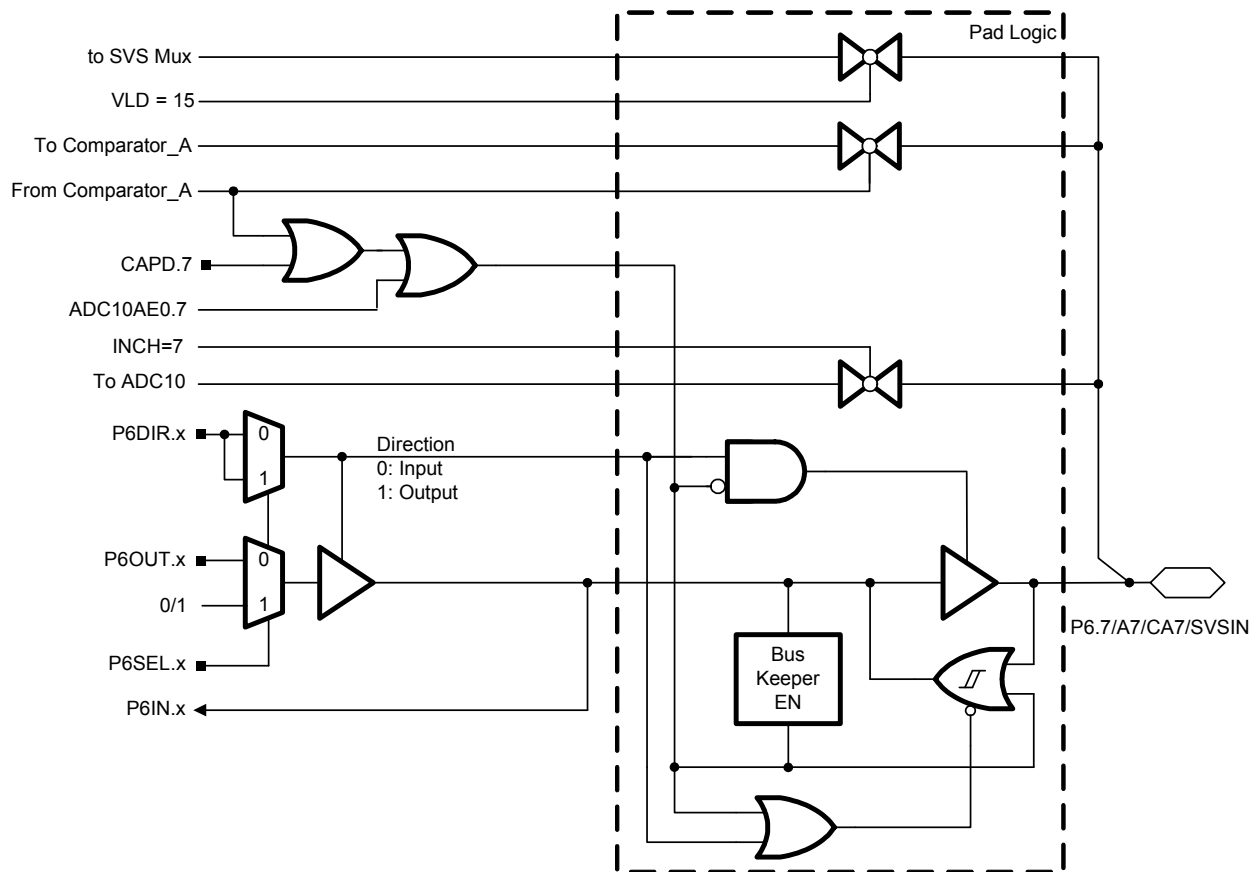 Pad Logic
to SVS Mux
VLD = 15
To Comparator_A
From Comparator_A
CAPD.7
ADC10AE0.7
INCH=7
To ADC10
P6DIR.x
0
1
Direction
0: Input
1: Output
P6OUT.x
0
0/1
1
P6SEL.x
P6IN.x
Bus
Keeper
EN
P6.7/A7/CA7/SVSIN